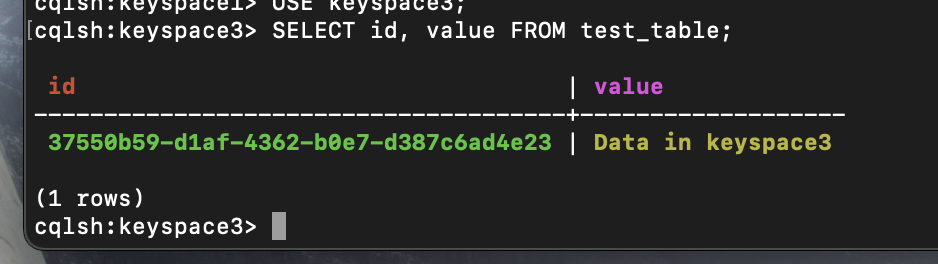 cqlsh:keyspace1> USE keyspace3;
[cqlsh:keyspace3> SELECT id, value FROM test_table;
id | value
--------------------------------------+-------------------
37550b59-d1af-4362-b0e7-d387c6ad4e23 | Data in keyspace3
(1 rows)
cqlsh:keyspace3>